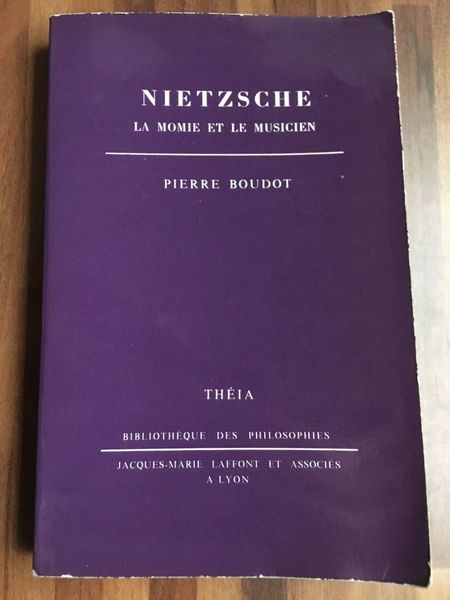 NIETZSCHE
LA MOMIE ET LE MUSICIEN
PIERRE BOUDOT
THÉIA
BIBLIOTHÈQUE DES PHILOSOPHIES
JACQUES-MARIE LAFFONT ET ASSOCIÉS
A LYON